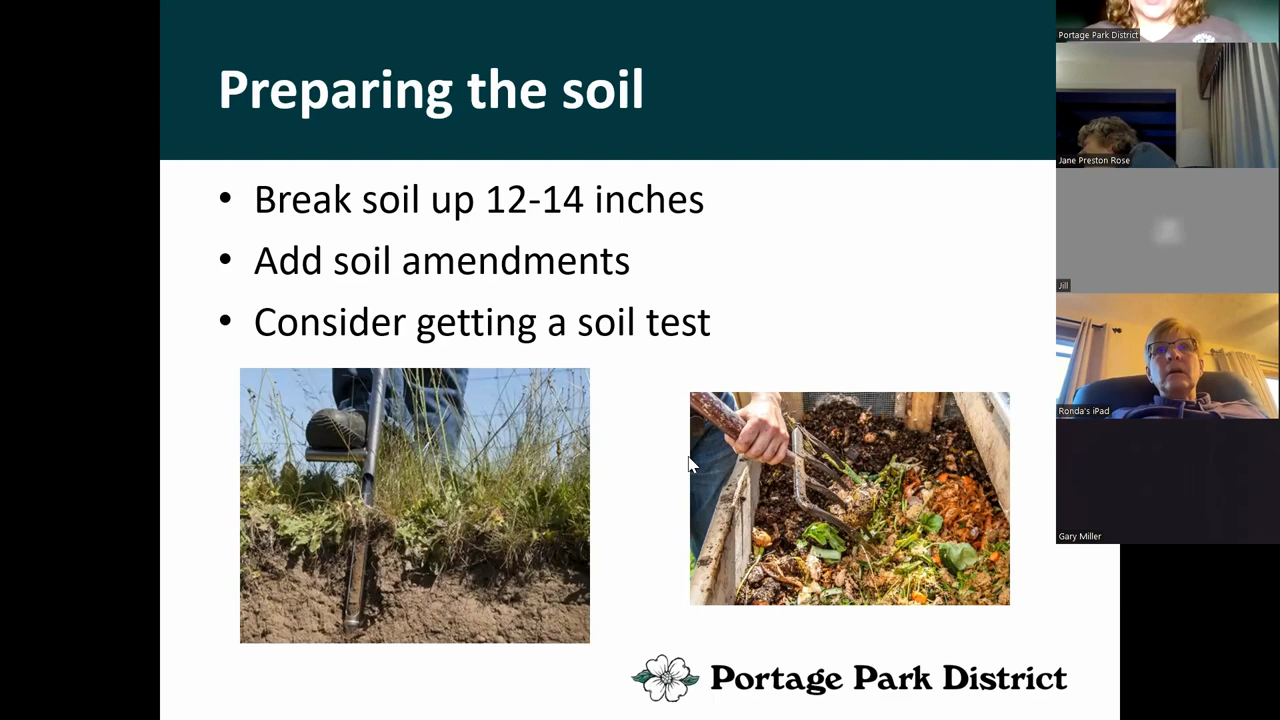 Preparing the soil
• Break soil up 12-14 inches
• Add soil amendments
• Consider getting a soil test
Portage Park District
Portage Park District
Jane Preston Rose
Jill
Ronda's iPad
Gary Miller